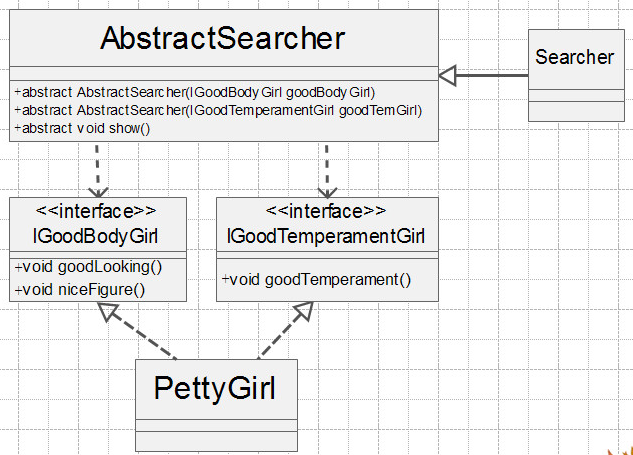 AbstractSearcher
+abstract AbstractSearcher(IGoodBodyGirl goodBodyGirl)
+abstract AbstractSearcher(IGoodTemperamentGirl goodTemGirl)
+abstract void show()
Searcher
<<interface>>
IGoodBodyGirl
+void goodLooking()
+void niceFigure()
<<interface>>
IGoodTemperamentGirl
+void goodTemperament()
PettyGirl